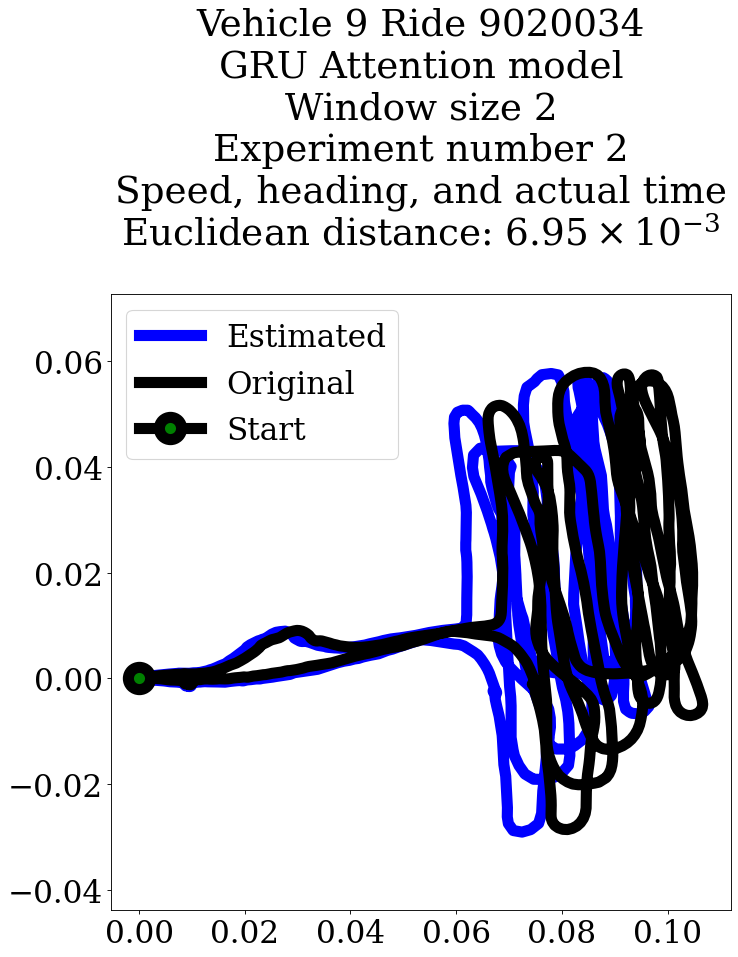 Vehicle 9 Ride 9020034
GRU Attention model
Window size 2
Experiment number 2
Speed, heading, and actual time
Euclidean distance: 6.95 × 10⁻³
Estimated
Original
Start
0.06
0.04
0.02
0.00
−0.02
−0.04
0.00 0.02 0.04 0.06 0.08 0.10